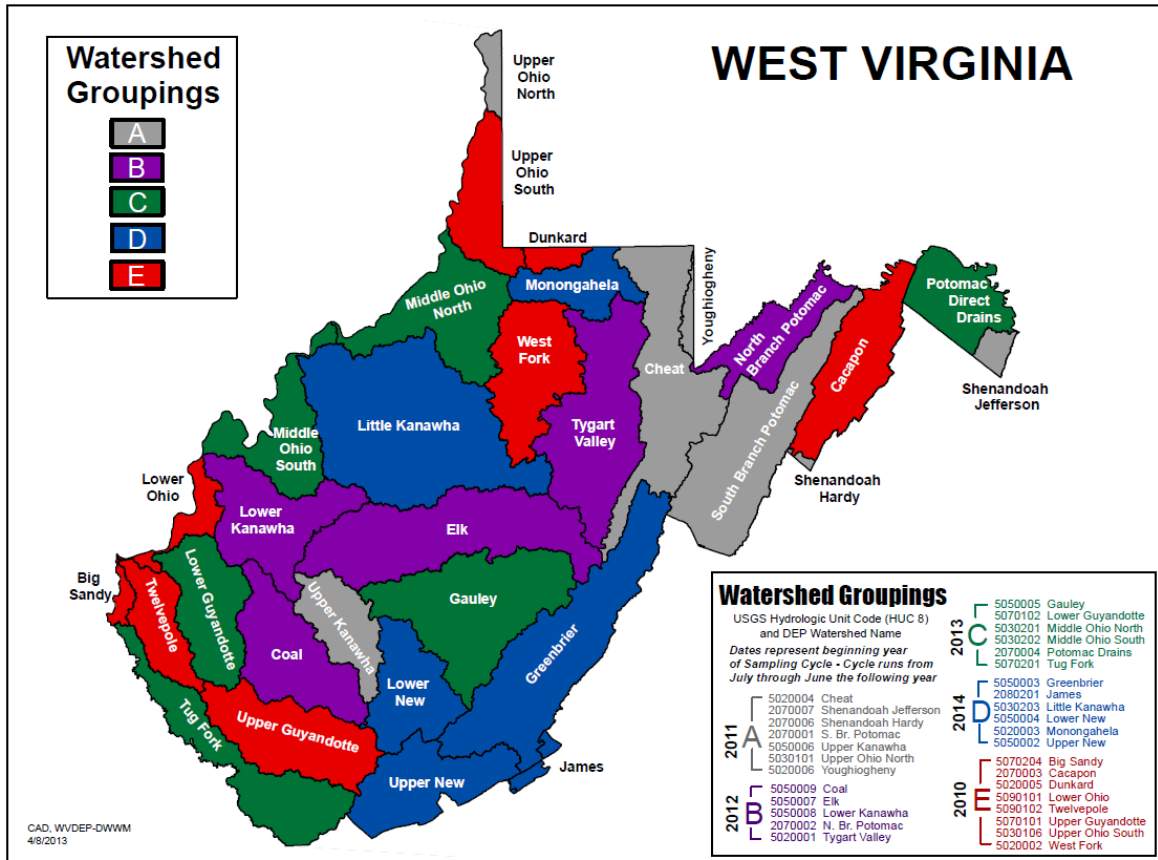 Watershed
Groupings
A
B
C
D
E
WEST VIRGINIA
Upper
Ohio
North
Upper
Ohio
South
Dunkard
Monongahela
Youghiogheny
Middle Ohio
North
West
Fork
Cheat
North
Branch Potomac
Potomac
Direct
Drains
Cacapon
South Branch Potomac
Shenandoah
Jefferson
Shenandoah
Hardy
Little Kanawha
Tygart
Valley
Middle
Ohio
South
Lower
Ohio
Lower
Kanawha
Elk
Big
Sandy
Twelvepole
Lower Guyandotte
Coal
Upper Kanawha
Gauley
Greenbrier
Lower
New
Tug Fork
Upper Guyandotte
Upper New
James
CAD, WVDEP-DWWM
4/8/2013
Watershed Groupings
USGS Hydrologic Unit Code (HUC 8)
and DEP Watershed Name
Dates represent beginning year
of Sampling Cycle - Cycle runs from
July through June the following year
2011
A
5020004 Cheat
2070007 Shenandoah Jefferson
2070006 Shenandoah Hardy
2070001 S. Br. Potomac
5050006 Upper Kanawha
5030101 Upper Ohio North
5020006 Youghiogheny
2012
B
5050009 Coal
5050007 Elk
5050008 Lower Kanawha
2070002 N. Br. Potomac
5020001 Tygart Valley
2013
C
5050005 Gauley
5070102 Lower Guyandotte
5030201 Middle Ohio North
5030202 Middle Ohio South
2070004 Potomac Drains
5070201 Tug Fork
2014
D
5050003 Greenbrier
2080201 James
5030203 Little Kanawha
5050004 Lower New
5020003 Monongahela
5050002 Upper New
2010
E
5070204 Big Sandy
2070003 Cacapon
5020005 Dunkard
5090101 Lower Ohio
5090102 Twelvepole
5070101 Upper Guyandotte
5030106 Upper Ohio South
5020002 West Fork